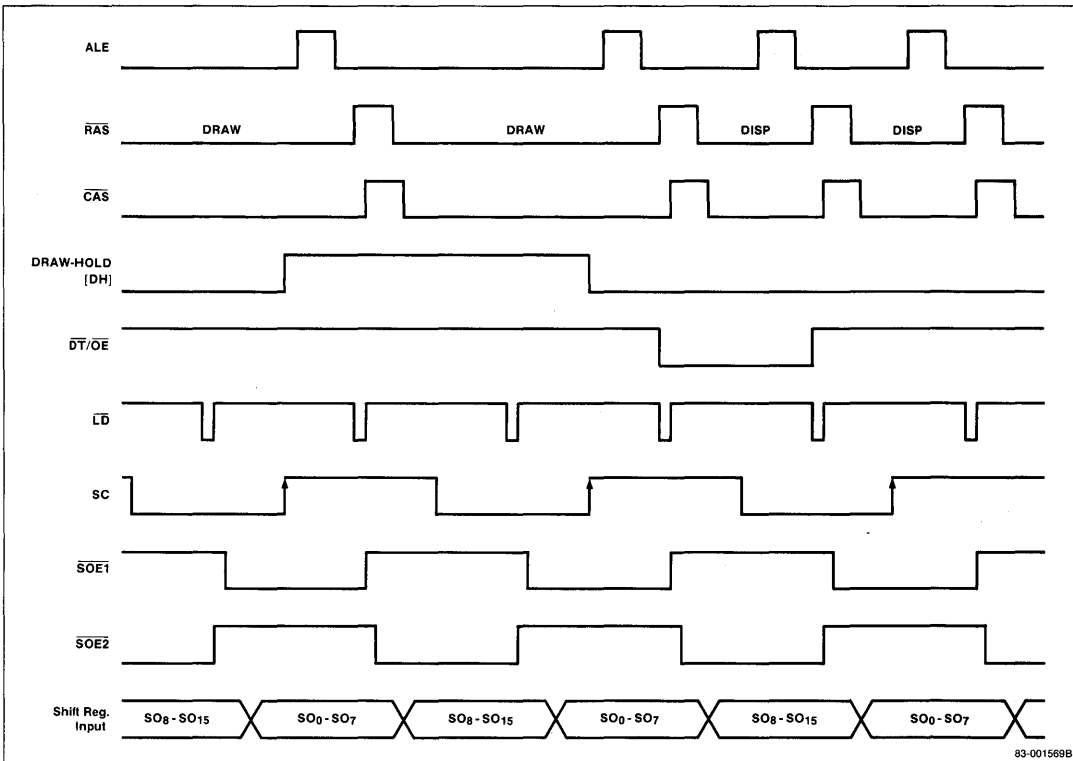 ALE
RAS
DRAW DRAW DISP DISP
CAS
DRAW-HOLD
[DH]
DT/OE
LD
SC
SOE1
SOE2
Shift Reg.
Input
SO8 - SO15 SO0 - SO7 SO8 - SO15 SO0 - SO7 SO8 - SO15 SO0 - SO7
83-001569B